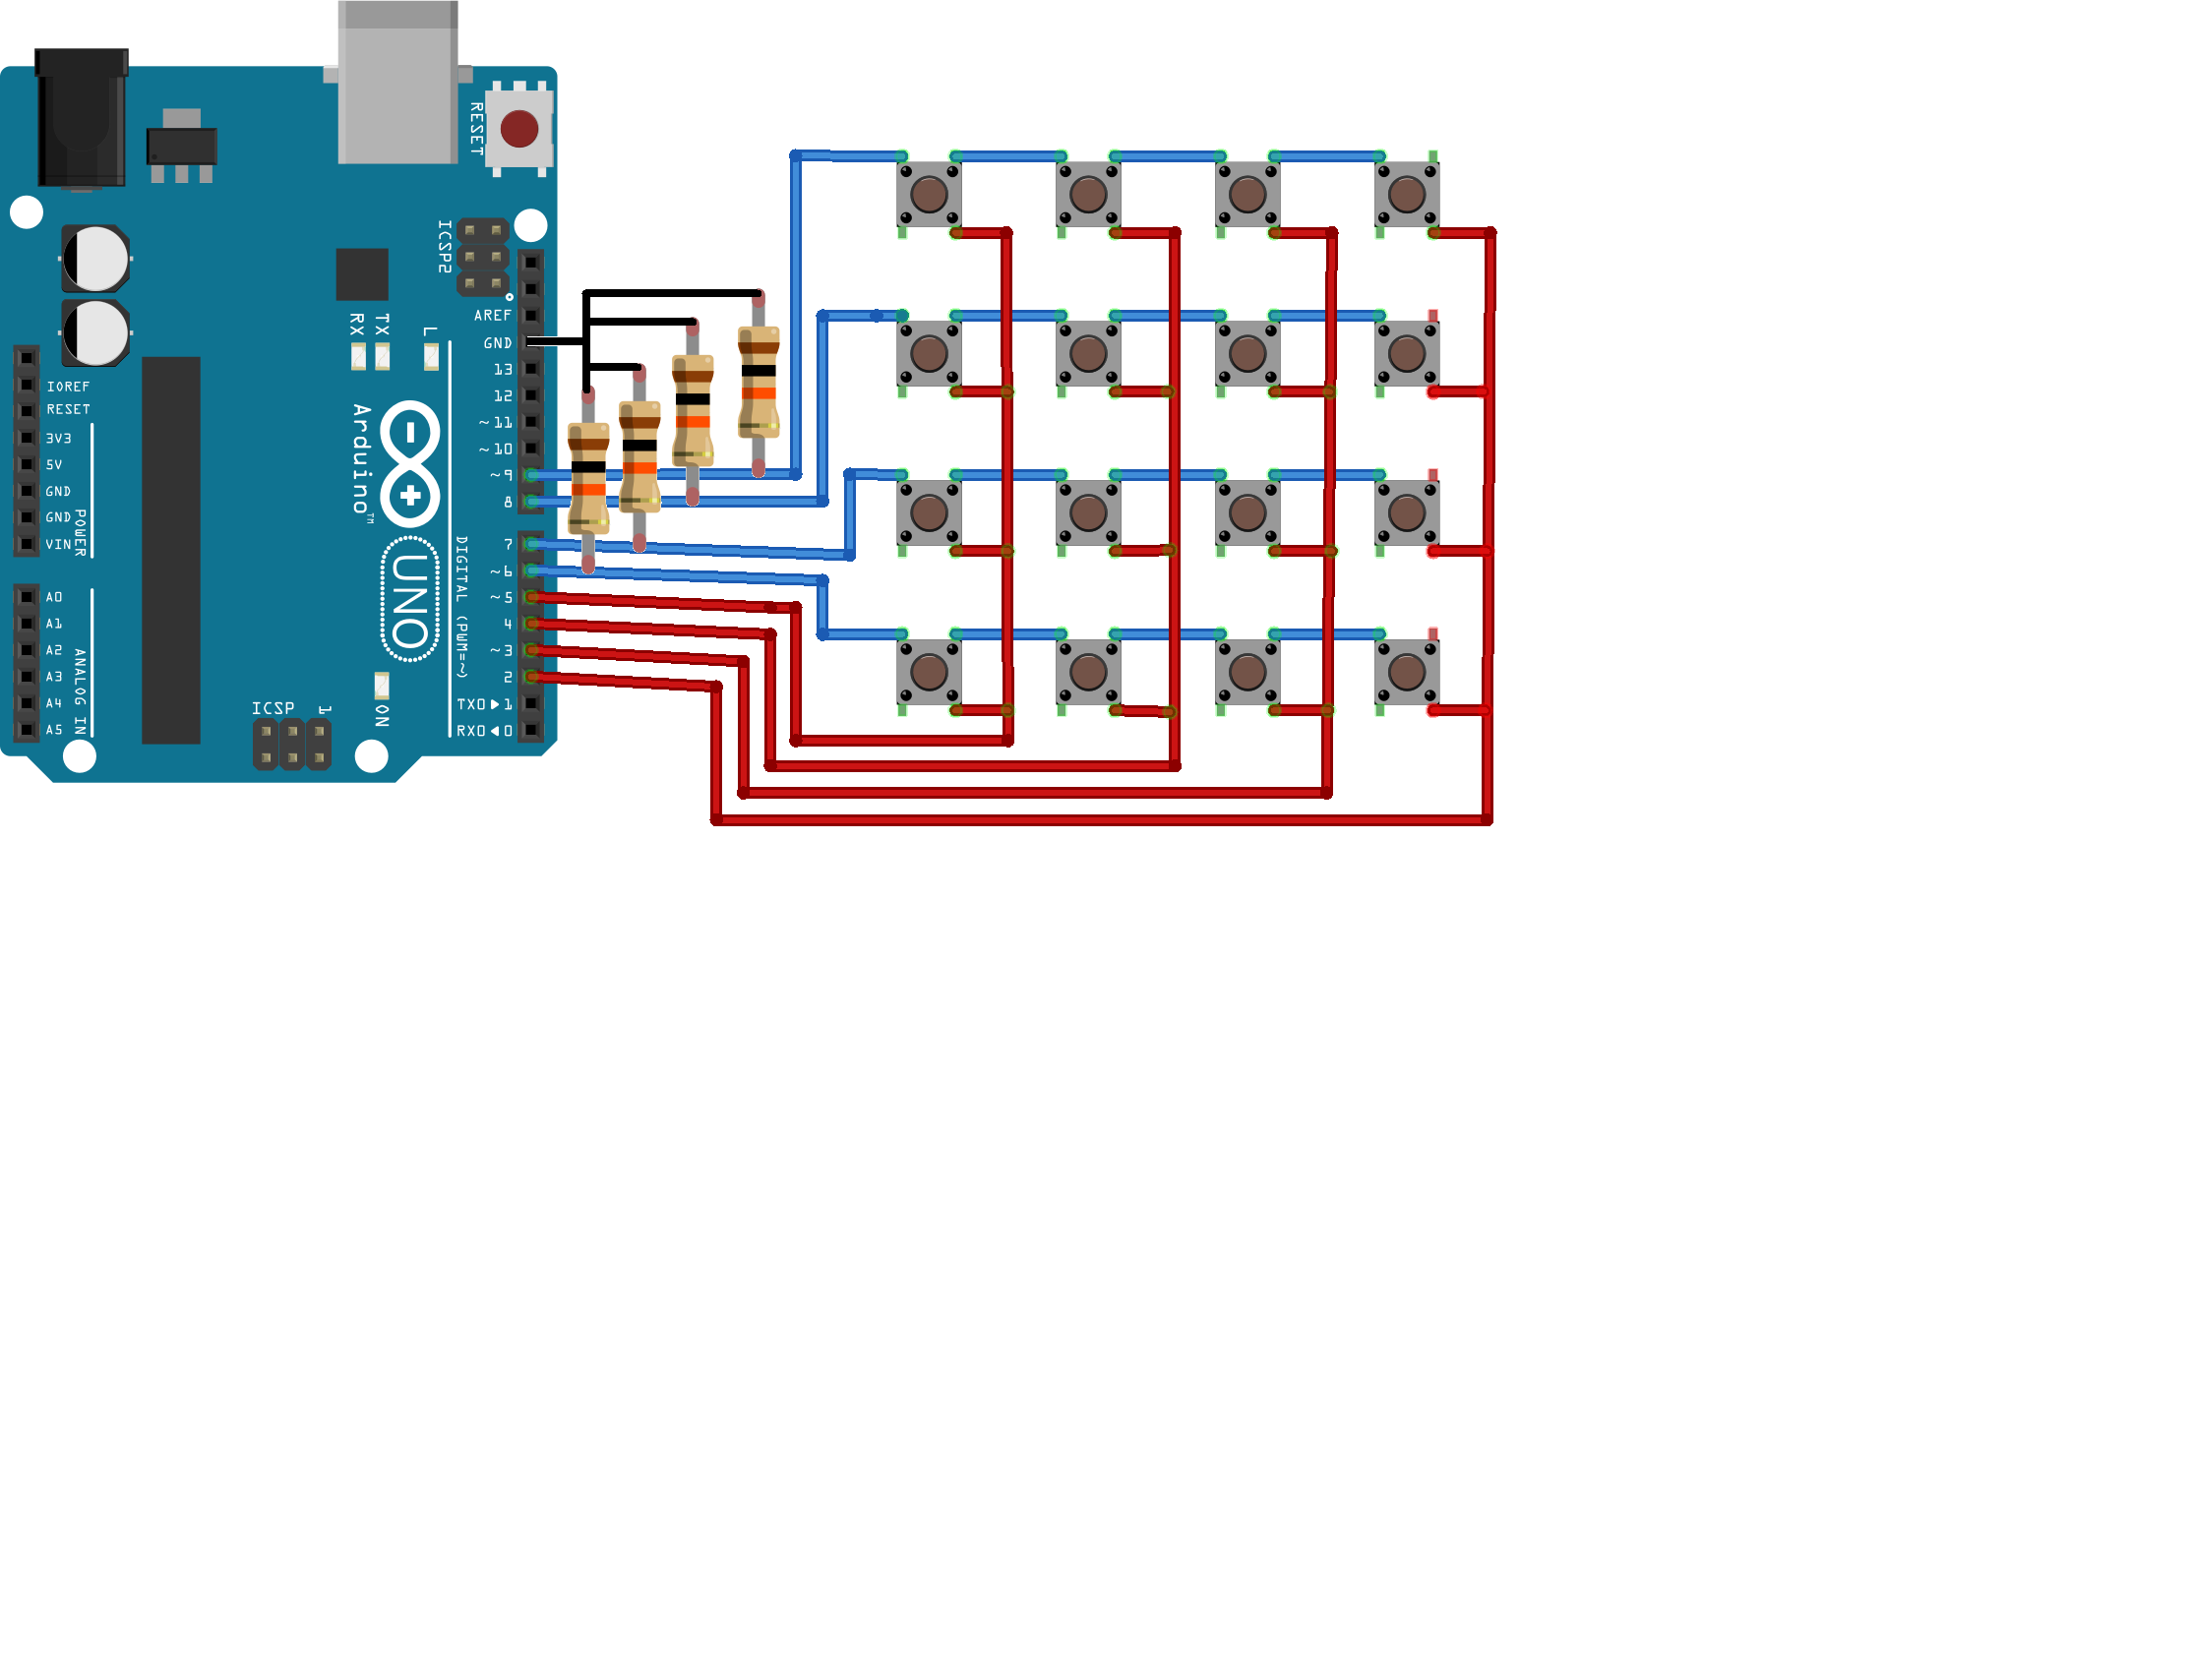 RESET
ICSP2
AREF
GND
13
12
~11
~10
~9
8
7
~6
~5
4
~3
2
TX0▶1
RX0◀0
DIGITAL (PWM=~)
RX
TX
L
Arduino™
UNO
IOREF
RESET
3V3
5V
GND
GND
VIN
POWER
A0
A1
A2
A3
A4
A5
ANALOG IN
ICSP
1
ON